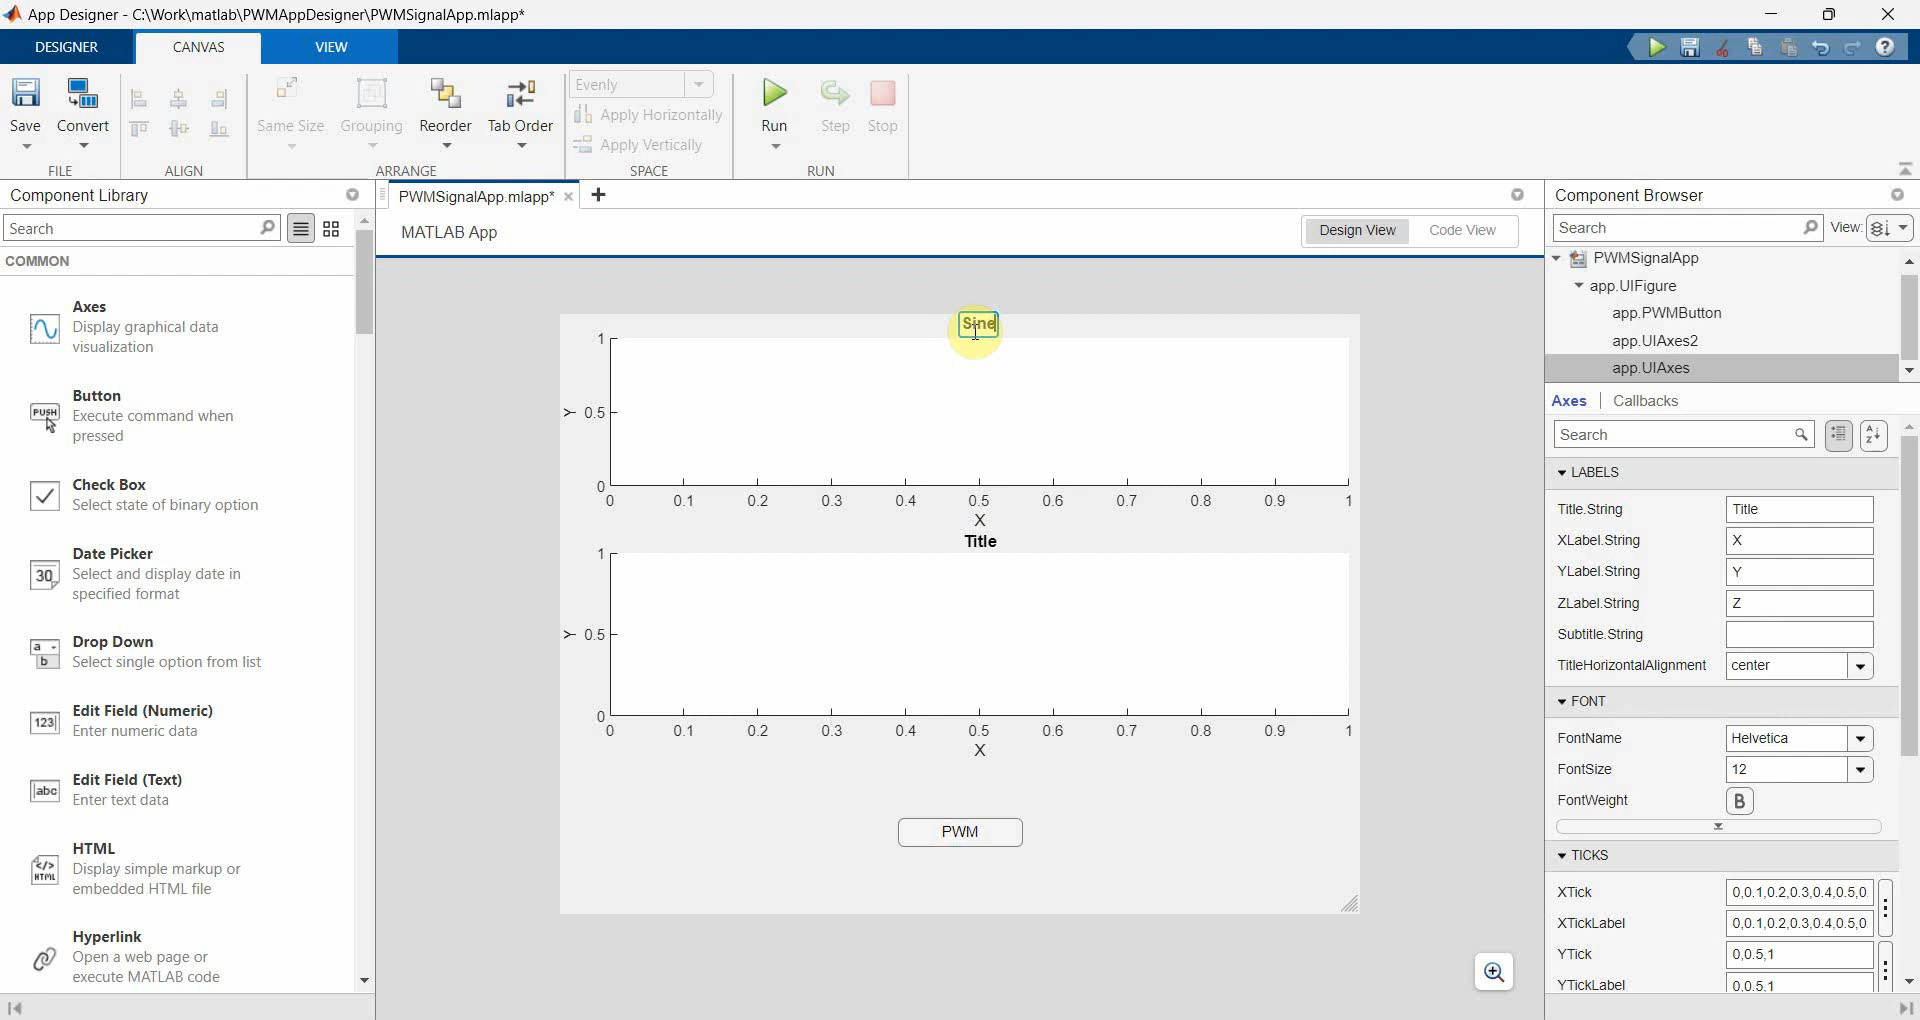 App Designer - C:\Work\matlab\PWMAppDesigner\PWMSignalApp.mlapp*
DESIGNER CANVAS VIEW
Save Convert Same Size Grouping Reorder Tab Order Evenly Apply Horizontally Apply Vertically Run Step Stop
FILE ALIGN ARRANGE SPACE RUN
Component Library
Search
COMMON
Axes
Display graphical data
visualization
PUSH
Button
Execute command when
pressed
Check Box
Select state of binary option
30
Date Picker
Select and display date in
specified format
a b
Drop Down
Select single option from list
123
Edit Field (Numeric)
Enter numeric data
abc
Edit Field (Text)
Enter text data
</> HTML
HTML
Display simple markup or
embedded HTML file
Hyperlink
Open a web page or
execute MATLAB code
PWMSignalApp.mlapp*
MATLAB App
Design View Code View
Sine
1
Y 0.5
0
0 0.1 0.2 0.3 0.4 0.5 0.6 0.7 0.8 0.9 1
X
Title
1
Y 0.5
0
0 0.1 0.2 0.3 0.4 0.5 0.6 0.7 0.8 0.9 1
X
PWM
Component Browser
Search View:
PWMSignalApp
app.UIFigure
app.PWMButton
app.UIAxes2
app.UIAxes
Axes | Callbacks
Search A Z
LABELS
Title.String Title
XLabel.String X
YLabel.String Y
ZLabel.String Z
Subtitle.String
TitleHorizontalAlignment center
FONT
FontName Helvetica
FontSize 12
FontWeight B
TICKS
XTick 0,0.1,0.2,0.3,0.4,0.5,0.
XTickLabel 0,0.1,0.2,0.3,0.4,0.5,0.
YTick 0,0.5,1
YTickLabel 0,0.5,1